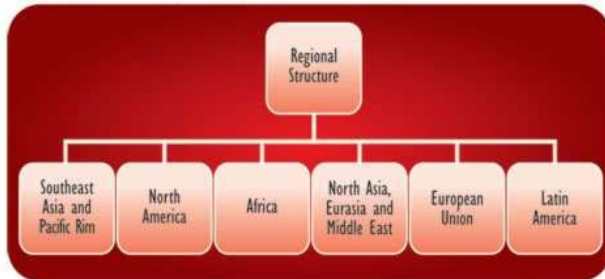 Regional
Structure
Southeast
Asia and
Pacific Rim
North
America
Africa
North Asia,
Eurasia and
Middle East
European
Union
Latin
America